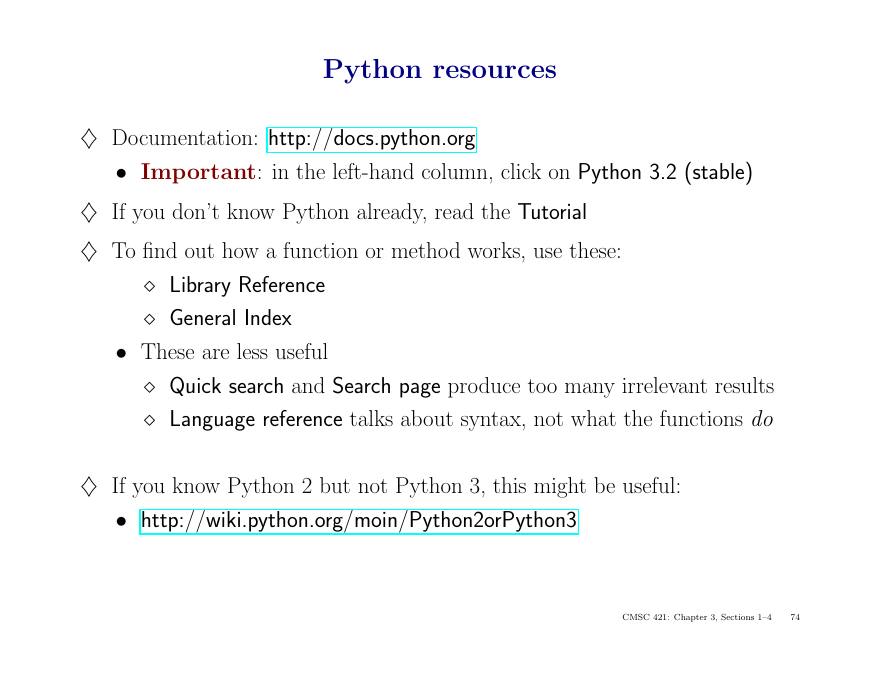 Python resources
♢ Documentation: http://docs.python.org
• Important: in the left-hand column, click on Python 3.2 (stable)
♢ If you don't know Python already, read the Tutorial
♢ To find out how a function or method works, use these:
⋄ Library Reference
⋄ General Index
• These are less useful
⋄ Quick search and Search page produce too many irrelevant results
⋄ Language reference talks about syntax, not what the functions do
♢ If you know Python 2 but not Python 3, this might be useful:
• http://wiki.python.org/moin/Python2orPython3
CMSC 421: Chapter 3, Sections 1–4 74